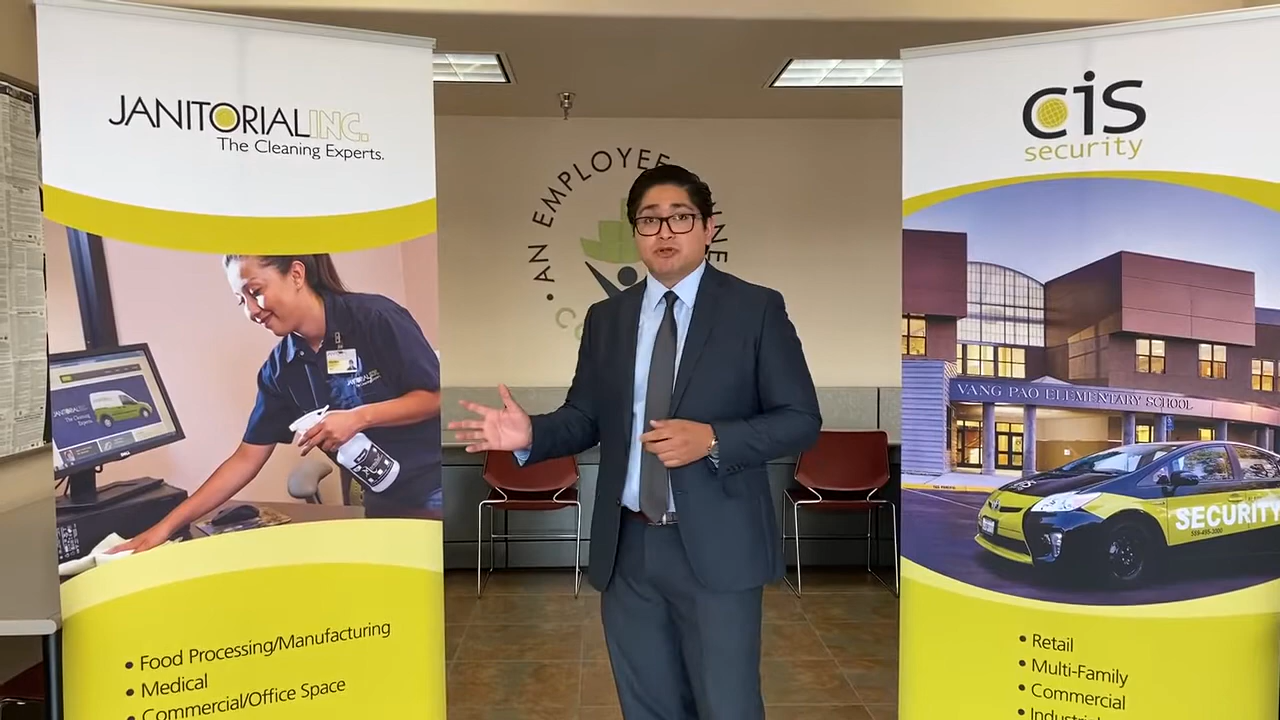 JANITORIALINC.
The Cleaning Experts.
• Food Processing/Manufacturing
• Medical
• Commercial/Office Space
• AN EMPLOYEE
cis
security
VANG PAO ELEMENTARY SCHOOL
SECURITY
• Retail
• Multi-Family
• Commercial